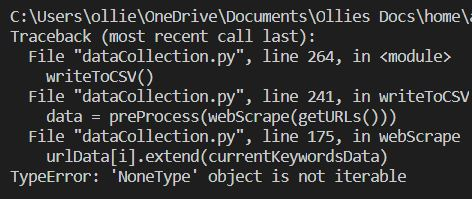 C:\Users\ollie\OneDrive\Documents\Ollies Docs\home\
Traceback (most recent call last):
  File "dataCollection.py", line 264, in <module>
    writeToCSV()
  File "dataCollection.py", line 241, in writeToCSV
    data = preProcess(webScrape(getURLs()))
  File "dataCollection.py", line 175, in webScrape
    urlData[i].extend(currentKeywordsData)
TypeError: 'NoneType' object is not iterable